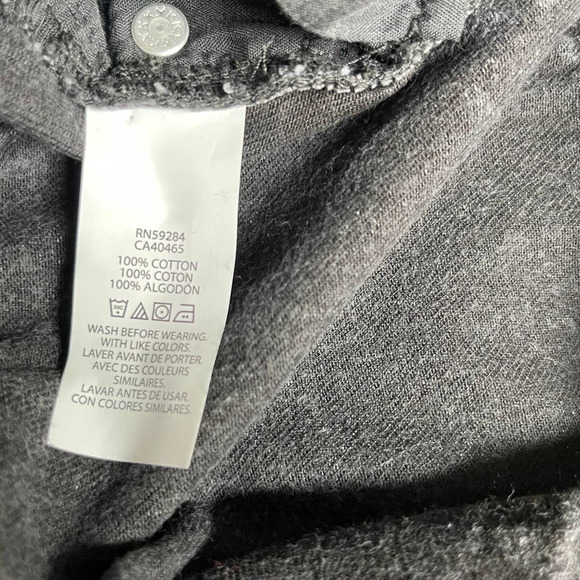 RN59284
CA40465
100% COTTON
100% COTON
100% ALGODÓN
30C
WASH BEFORE WEARING.
WITH LIKE COLORS.
LAVER AVANT DE PORTER.
AVEC DES COULEURS
SIMILAIRES.
LAVAR ANTES DE USAR.
CON COLORES SIMILARES.